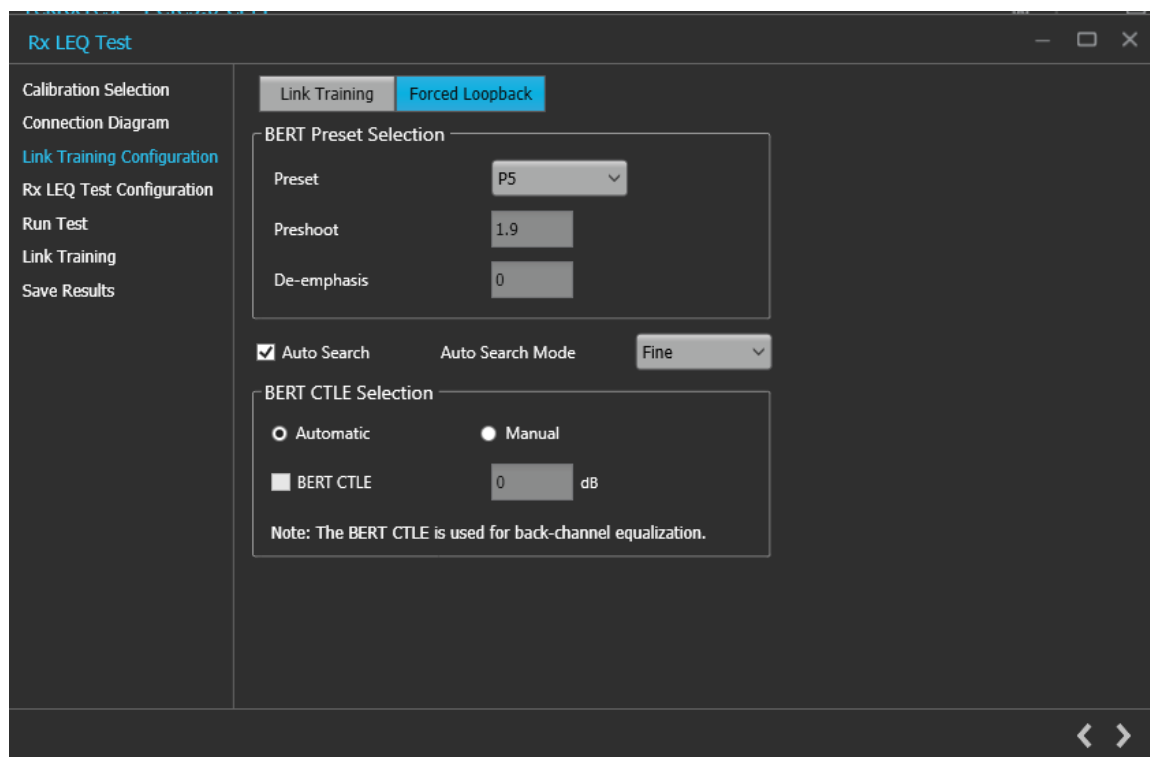 Rx LEQ Test
Calibration Selection
Connection Diagram
Link Training Configuration
Rx LEQ Test Configuration
Run Test
Link Training
Save Results
Link Training Forced Loopback
BERT Preset Selection
Preset P5
Preshoot 1.9
De-emphasis 0
Auto Search Auto Search Mode Fine
BERT CTLE Selection
Automatic Manual
BERT CTLE 0 dB
Note: The BERT CTLE is used for back-channel equalization.